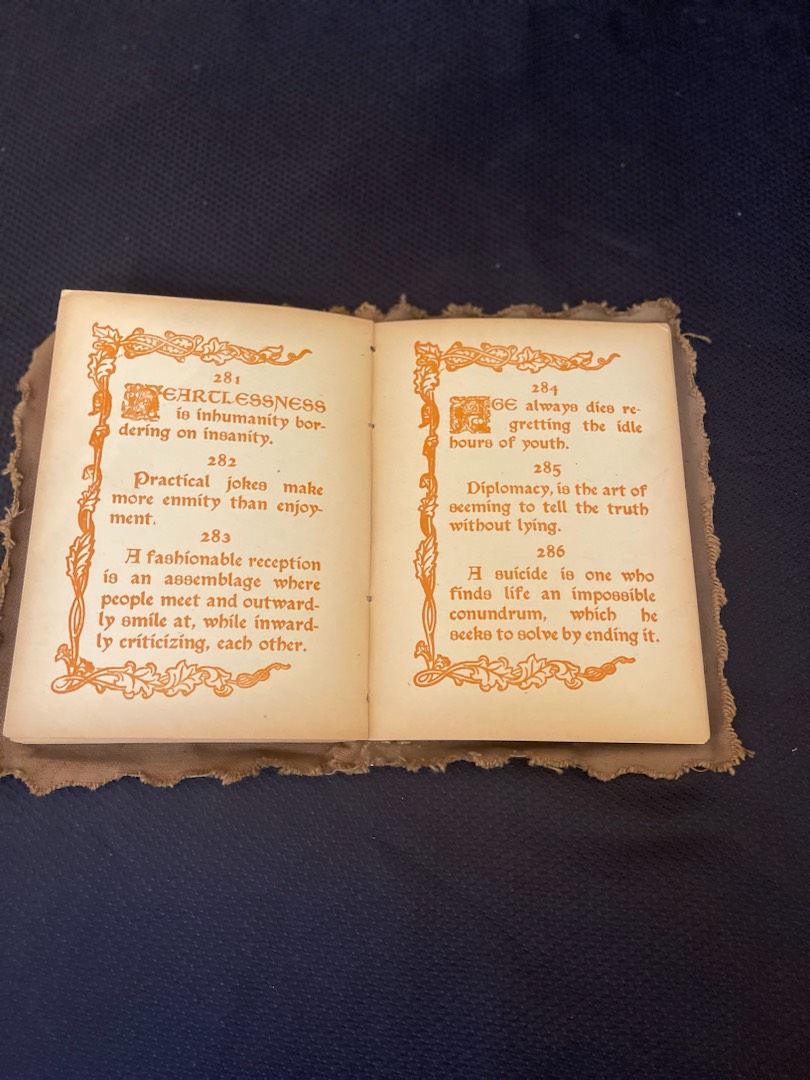 281
HEARTLESSNESS
is inhumanity bor-
dering on insanity.
282
Practical jokes make
more enmity than enjoy-
ment.
283
A fashionable reception
is an assemblage where
people meet and outward-
ly smile at, while inward-
ly criticizing, each other.
284
AGE always dies re-
gretting the idle
hours of youth.
285
Diplomacy, is the art of
seeming to tell the truth
without lying.
286
A suicide is one who
finds life an impossible
conundrum, which he
seeks to solve by ending it.